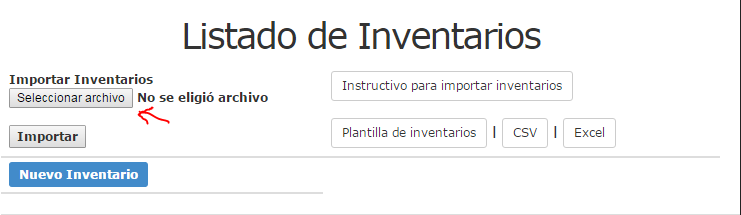 Listado de Inventarios
Importar Inventarios
Seleccionar archivo No se eligió archivo
Instructivo para importar inventarios
Importar
Plantilla de inventarios | CSV | Excel
Nuevo Inventario